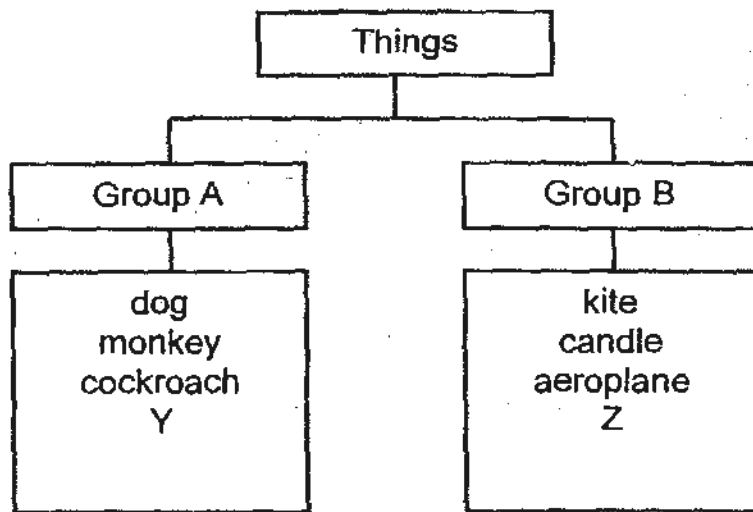 Things
Group A
Group B
dog
monkey
cockroach
Y
kite
candle
aeroplane
Z